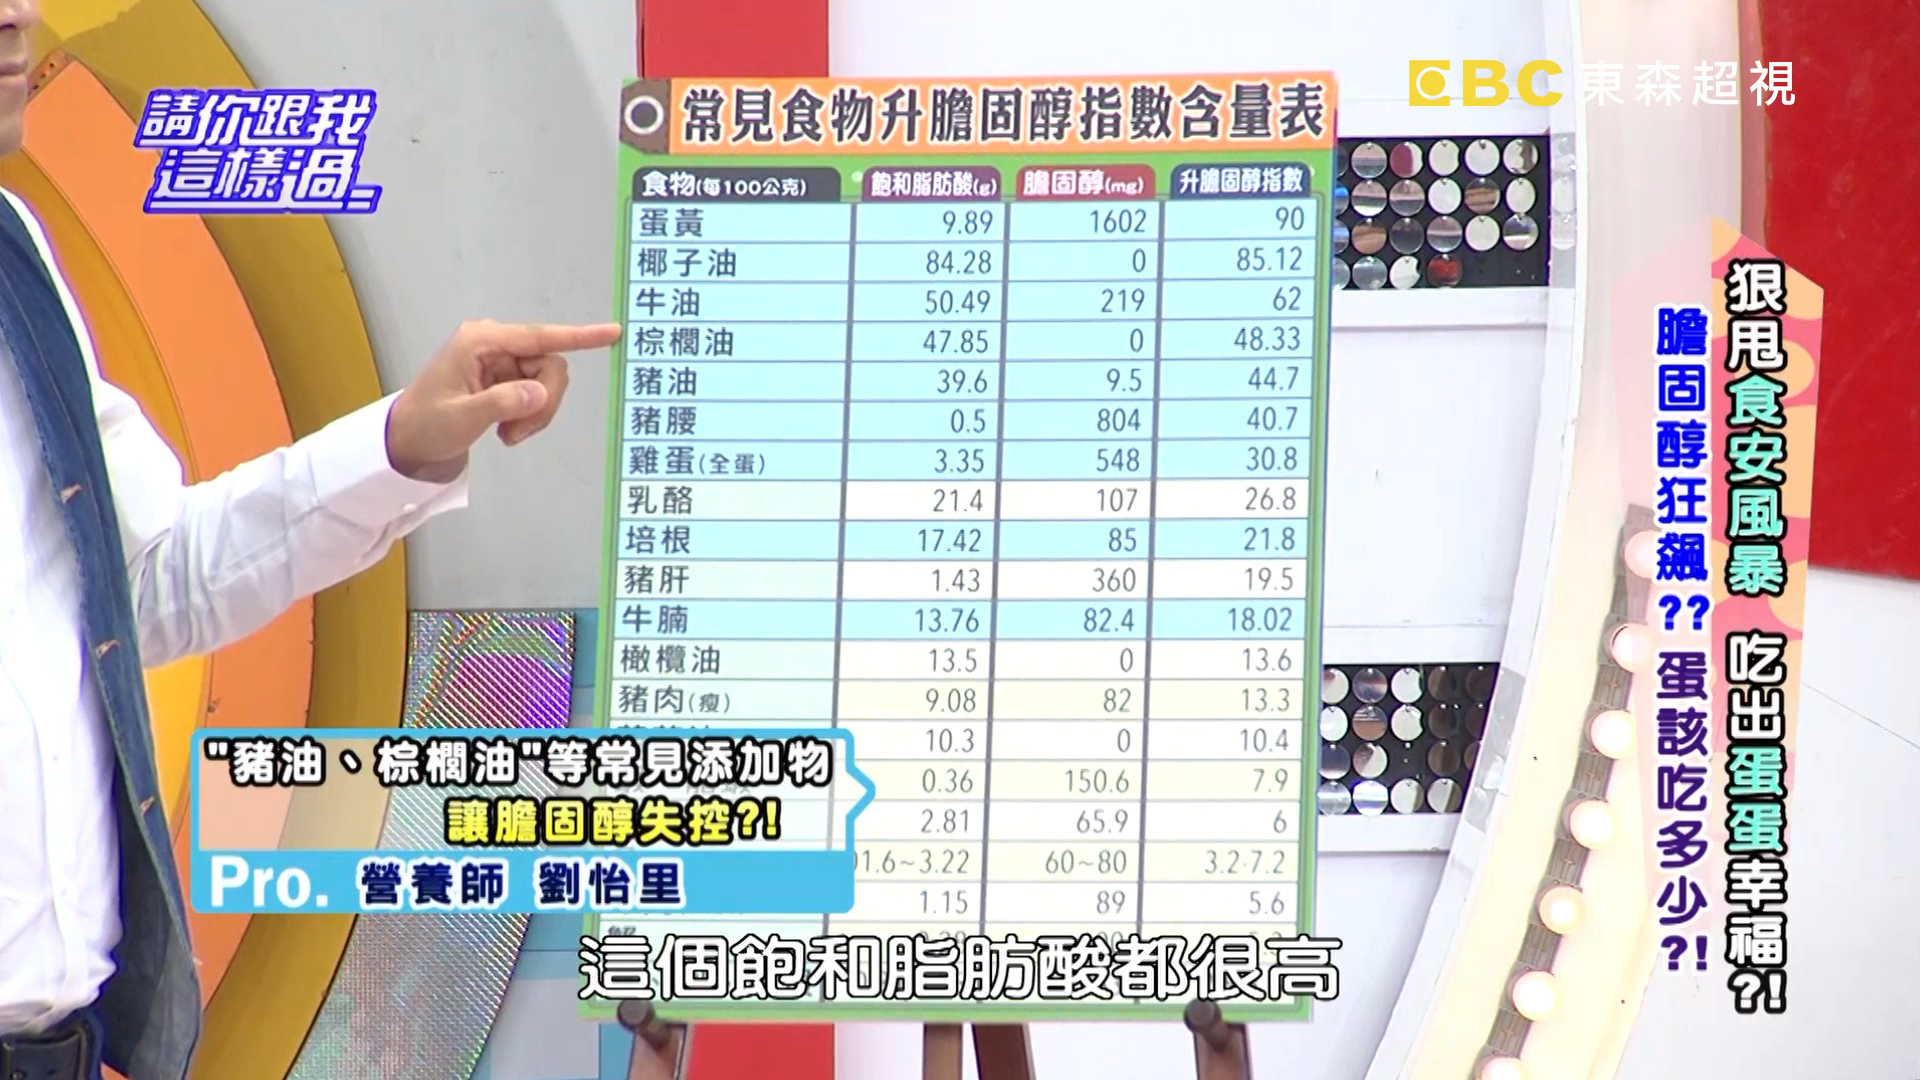 請你跟我
這樣過
EBC 東森超視
常見食物升膽固醇指數含量表
食物(每100公克) 飽和脂肪酸(g) 膽固醇(mg) 升膽固醇指數
蛋黃 9.89 1602 90
椰子油 84.28 0 85.12
牛油 50.49 219 62
棕櫚油 47.85 0 48.33
豬油 39.6 9.5 44.7
豬腰 0.5 804 40.7
雞蛋(全蛋) 3.35 548 30.8
乳酪 21.4 107 26.8
培根 17.42 85 21.8
豬肝 1.43 360 19.5
牛腩 13.76 82.4 18.02
橄欖油 13.5 0 13.6
豬肉(瘦) 9.08 82 13.3
10.3 0 10.4
0.36 150.6 7.9
2.81 65.9 6
1.6~3.22 60~80 3.2-7.2
1.15 89 5.6
狠甩食安風暴 吃出蛋蛋幸福?!
膽固醇狂飆?? 蛋該吃多少?!
"豬油、棕櫚油"等常見添加物
讓膽固醇失控?!
Pro. 營養師 劉怡里
這個飽和脂肪酸都很高